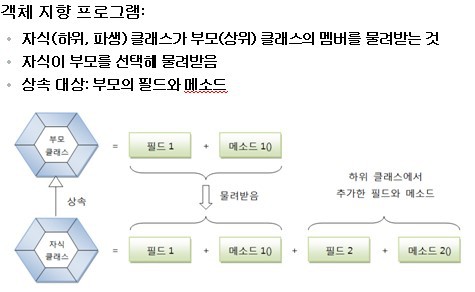 객체 지향 프로그램:
• 자식(하위, 파생) 클래스가 부모(상위) 클래스의 멤버를 물려받는 것
• 자식이 부모를 선택해 물려받음
• 상속 대상: 부모의 필드와 메소드
부모
클래스
=
필드 1
+
메소드 1()
상속
물려받음
하위 클래스에서
추가한 필드와 메소드
자식
클래스
=
필드 1
+
메소드 1()
+
필드 2
+
메소드 2()